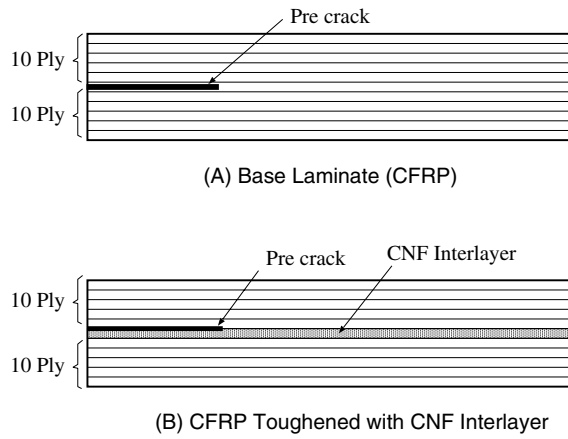 Pre crack
10 Ply
10 Ply
(A) Base Laminate (CFRP)
Pre crack
CNF Interlayer
10 Ply
10 Ply
(B) CFRP Toughened with CNF Interlayer